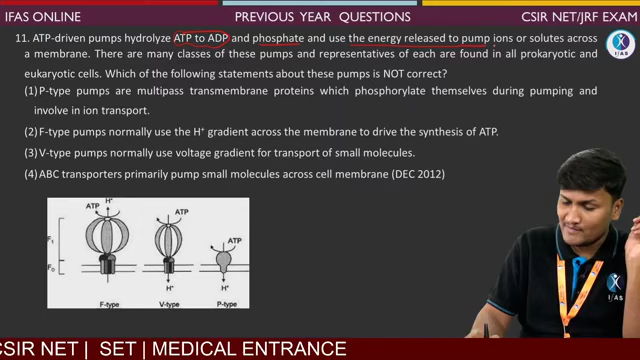 IFAS ONLINE PREVIOUS YEAR QUESTIONS CSIR NET/JRF EXAM
11. ATP-driven pumps hydrolyze ATP to ADP and phosphate and use the energy released to pump ions or solutes across
a membrane. There are many classes of these pumps and representatives of each are found in all prokaryotic and
eukaryotic cells. Which of the following statements about these pumps is NOT correct?
(1) P-type pumps are multipass transmembrane proteins which phosphorylate themselves during pumping and
involve in ion transport.
(2) F-type pumps normally use the H⁺ gradient across the membrane to drive the synthesis of ATP.
(3) V-type pumps normally use voltage gradient for transport of small molecules.
(4) ABC transporters primarily pump small molecules across cell membrane (DEC 2012)
ATP H⁺
ATP
ATP
F₁
F₀
H⁺
H⁺
F-type V-type P-type
IFAS
IFAS
CSIR NET | SET | MEDICAL ENTRANCE